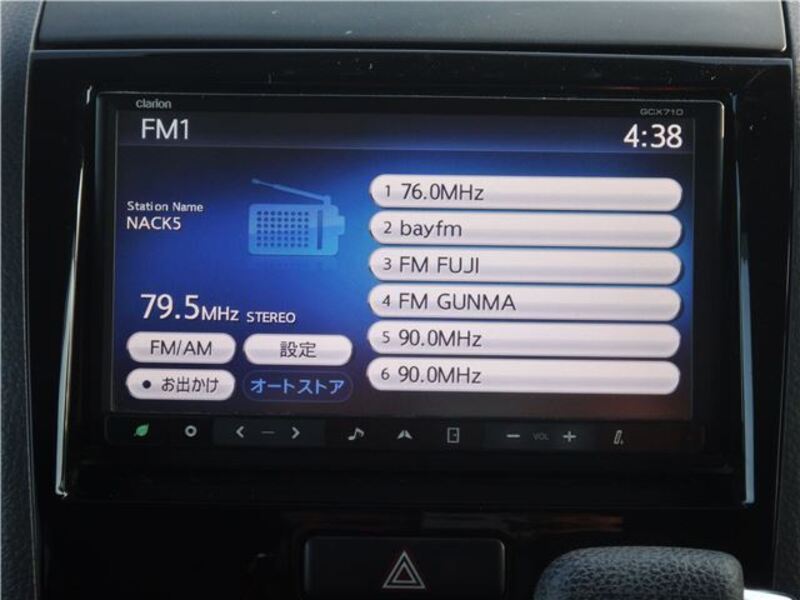 Clarion
GCX710
FM1
4:38
Station Name
NACK5
79.5MHz STEREO
FM/AM
設定
お出かけ
オートストア
1 76.0MHz
2 bayfm
3 FM FUJI
4 FM GUNMA
5 90.0MHz
6 90.0MHz
VOL